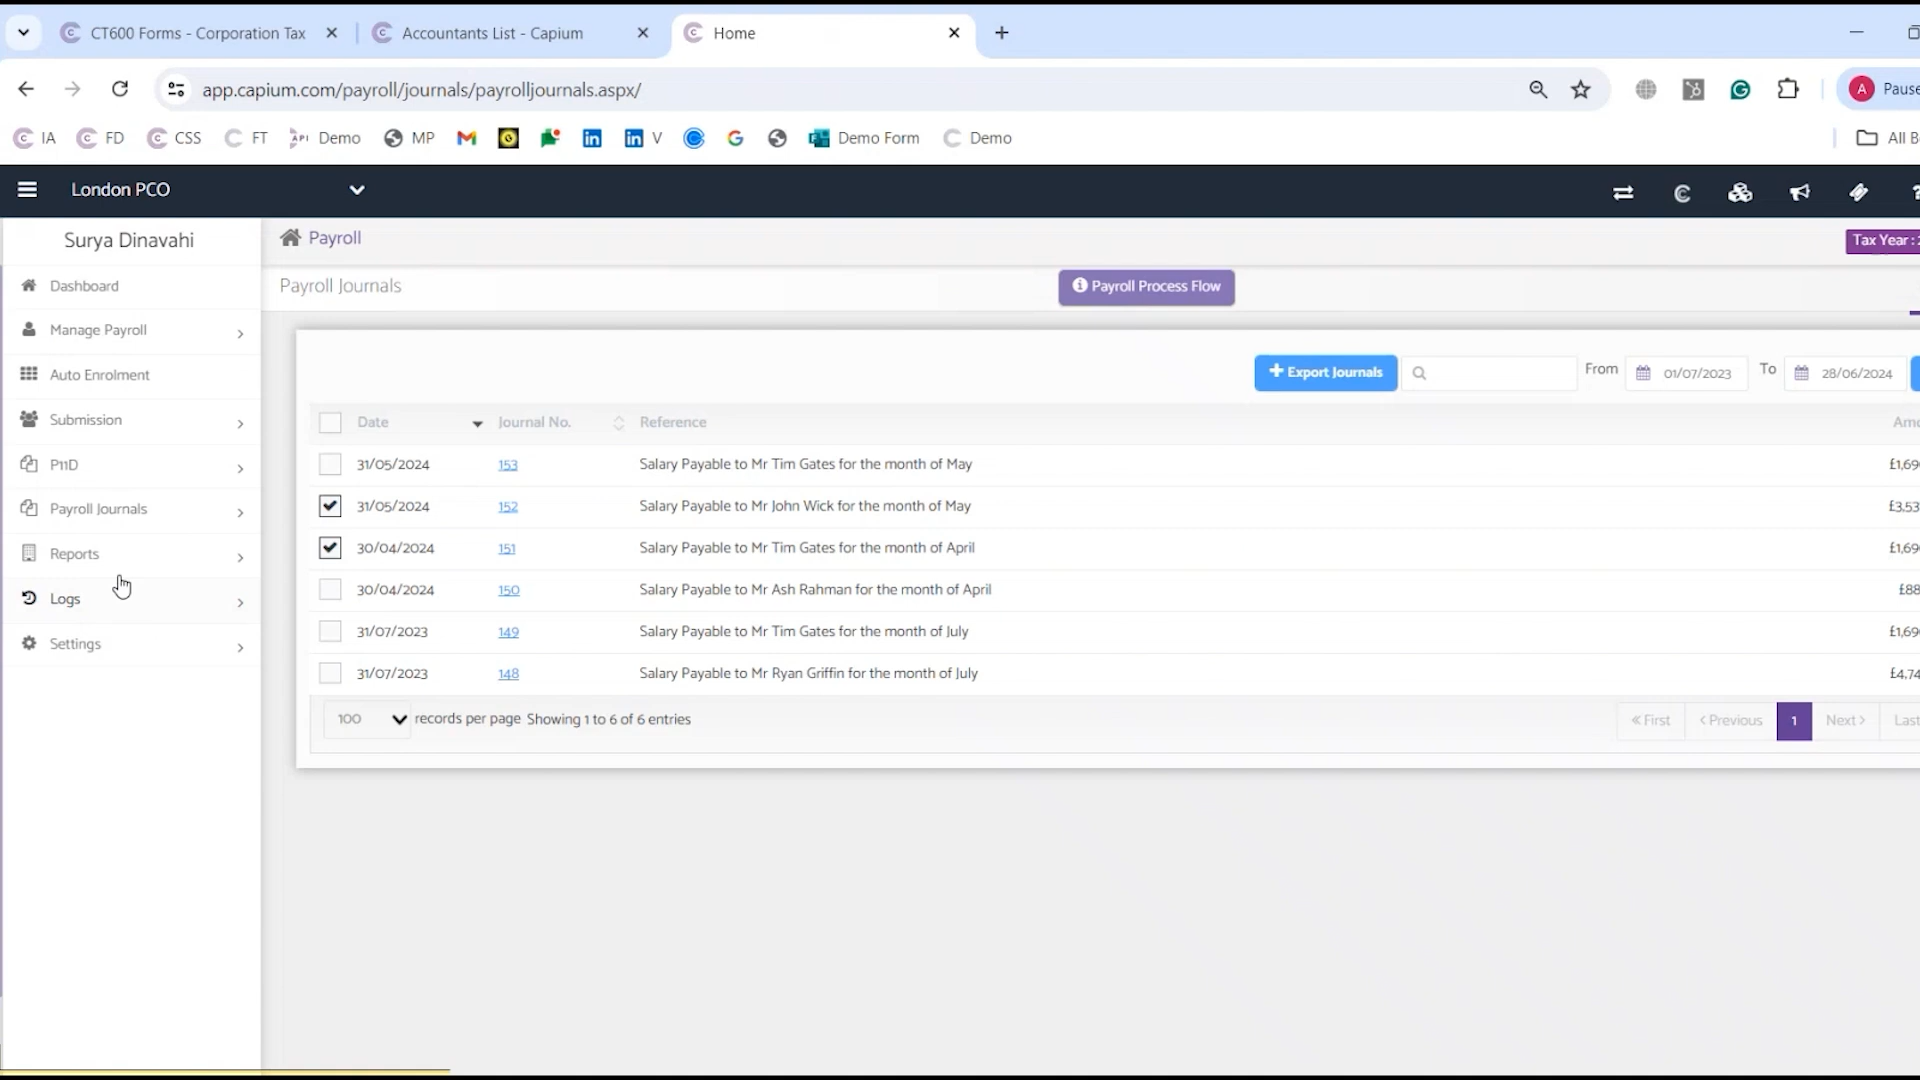 CT600 Forms - Corporation Tax
Accountants List - Capium
Home
app.capium.com/payroll/journals/payrolljournals.aspx/
A
Pause
IA
FD
CSS
FT
API Demo
MP
V
Demo Form
Demo
All B
London PCO
Surya Dinavahi
Payroll
Tax Year : 2
Dashboard
Payroll Journals
Payroll Process Flow
Manage Payroll
Auto Enrolment
Submission
P11D
Payroll Journals
Reports
Logs
Settings
+ Export Journals
From
01/07/2023
To
28/06/2024
Date
Journal No.
Reference
Amo
31/05/2024 153 Salary Payable to Mr Tim Gates for the month of May £1,690
31/05/2024 152 Salary Payable to Mr John Wick for the month of May £3,53
30/04/2024 151 Salary Payable to Mr Tim Gates for the month of April £1,690
30/04/2024 150 Salary Payable to Mr Ash Rahman for the month of April £88
31/07/2023 149 Salary Payable to Mr Tim Gates for the month of July £1,690
31/07/2023 148 Salary Payable to Mr Ryan Griffin for the month of July £4,74
100 records per page Showing 1 to 6 of 6 entries
« First
‹ Previous
1
Next ›
Last